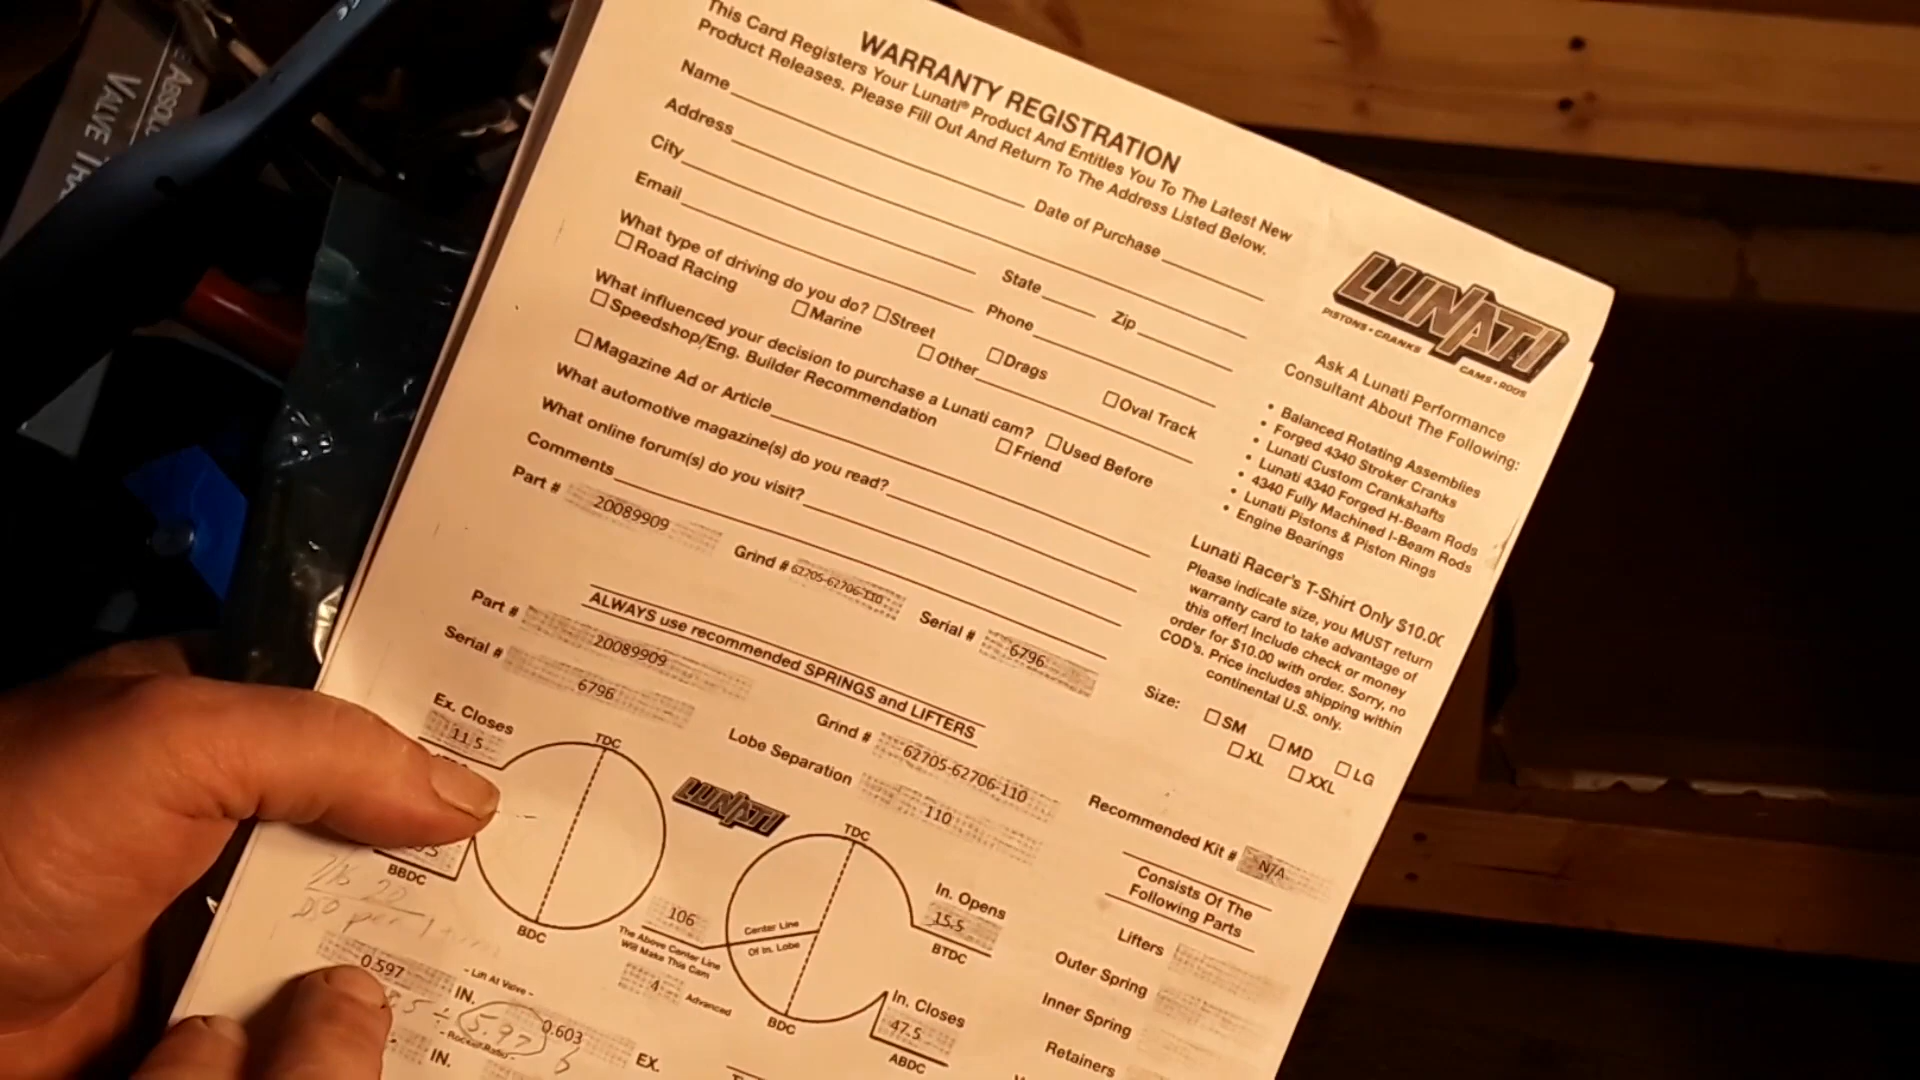 ABSOLU
VALVE
WARRANTY REGISTRATION
This Card Registers Your Lunati® Product And Entitles You To The Latest New
Product Releases. Please Fill Out And Return To The Address Listed Below.
Name
Date of Purchase
Address
City
State
Zip
Email
Phone
What type of driving do you do? ☐Street
☐Drags
☐Oval Track
☐Road Racing
☐Marine
☐Other
What influenced your decision to purchase a Lunati cam? ☐Used Before
☐Speedshop/Eng. Builder Recommendation
☐Friend
☐Magazine Ad or Article
What automotive magazine(s) do you read?
What online forum(s) do you visit?
Comments
Part # 20089909
Grind # 62705-62706-110
Serial # 6796
LUNATI
PISTONS • CRANKS
CAMS • RODS
Ask A Lunati Performance
Consultant About The Following:
• Balanced Rotating Assemblies
• Forged 4340 Stroker Cranks
• Lunati Custom Crankshafts
• Lunati 4340 Forged H-Beam Rods
• 4340 Fully Machined I-Beam Rods
• Lunati Pistons & Piston Rings
• Engine Bearings
Lunati Racer's T-Shirt Only $10.00
Please indicate size, you MUST return
warranty card to take advantage of
this offer! Include check or money
order for $10.00 with order. Sorry, no
COD's. Price includes shipping within
continental U.S. only.
Size:
☐SM
☐MD
☐LG
☐XL
☐XXL
ALWAYS use recommended SPRINGS and LIFTERS
Part # 20089909
Serial # 6796
Grind # 62705-62706-110
Lobe Separation 110
Ex. Closes
11.5
TDC
BBDC
BDC
LUNATI
TDC
106
Center Line
Of In. Lobe
The Above Center Line
Will Make This Cam
4 Advanced
In. Opens
15.5
BTDC
In. Closes
47.5
ABDC
BDC
0.597
IN.
- Lift At Valve -
0.603
EX.
5.97
- Rocker Ratio -
IN.
Recommended Kit # N/A
Consists Of The
Following Parts
Lifters
Outer Spring
Inner Spring
Retainers